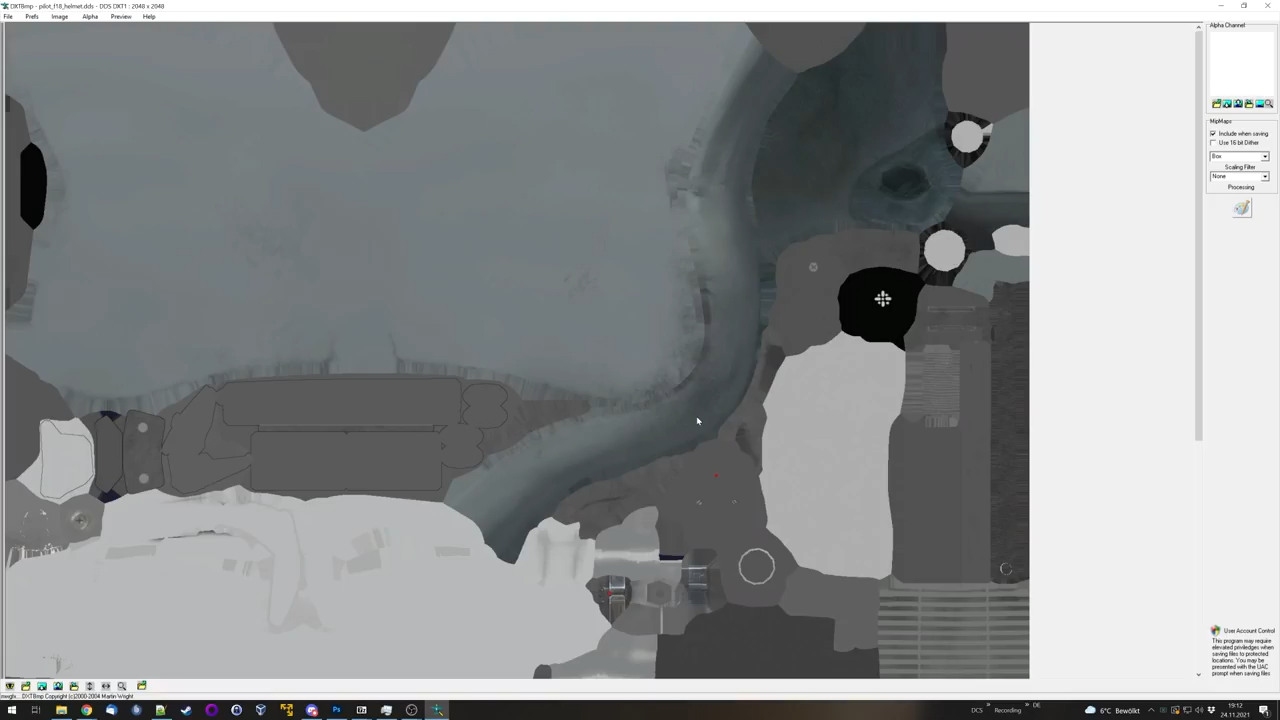 DXTBmp - pilot_f18_helmet.dds - DDS DXT1 : 2048 x 2048
File Prefs Image Alpha Preview Help
Alpha Channel
MipMaps
Include when saving
Use 16 bit Dither
Box
Scaling Filter
None
Processing
User Account Control
This program may require
elevated priviledges when
saving files to protected
locations. You may be
presented with the UAC
prompt when saving files
DXTBmp Copyright (c)2000-2004 Martin Wright
DCS » Recording » DE
6°C Bewölkt
19:12
24.11.2021